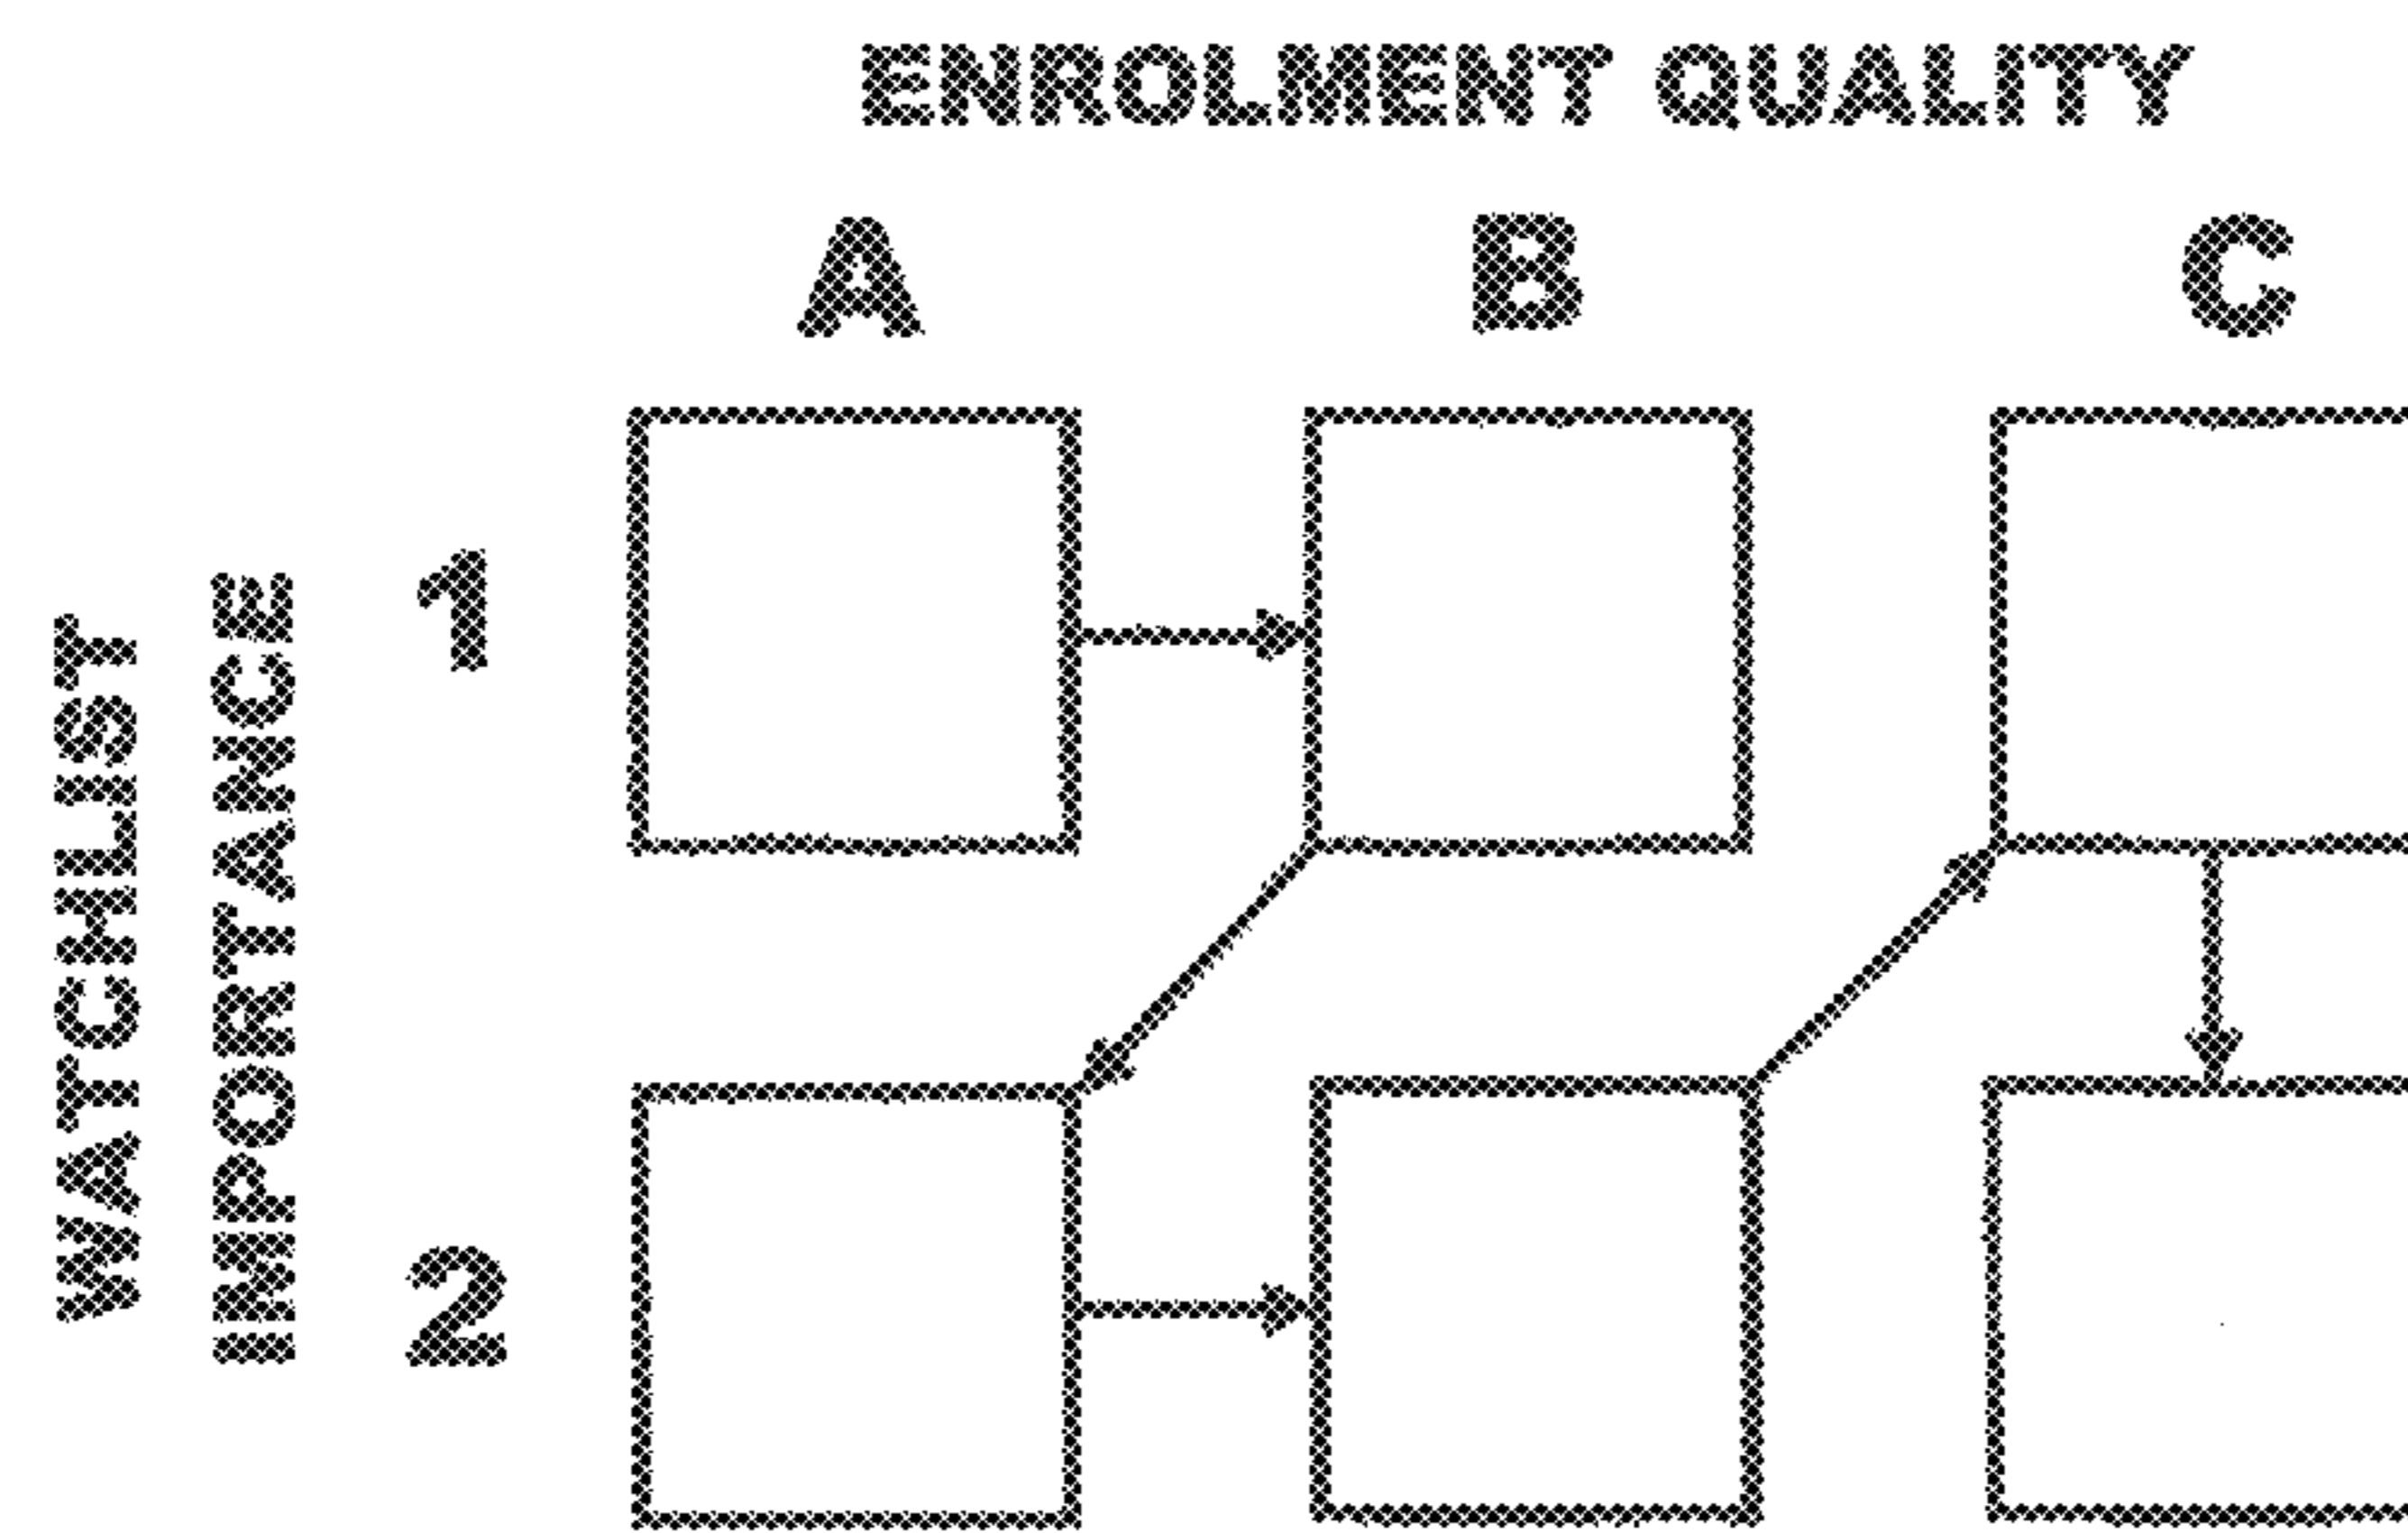 ENROLMENT QUALITY
A B C
WATCHLIST
IMPORTANCE
1
2